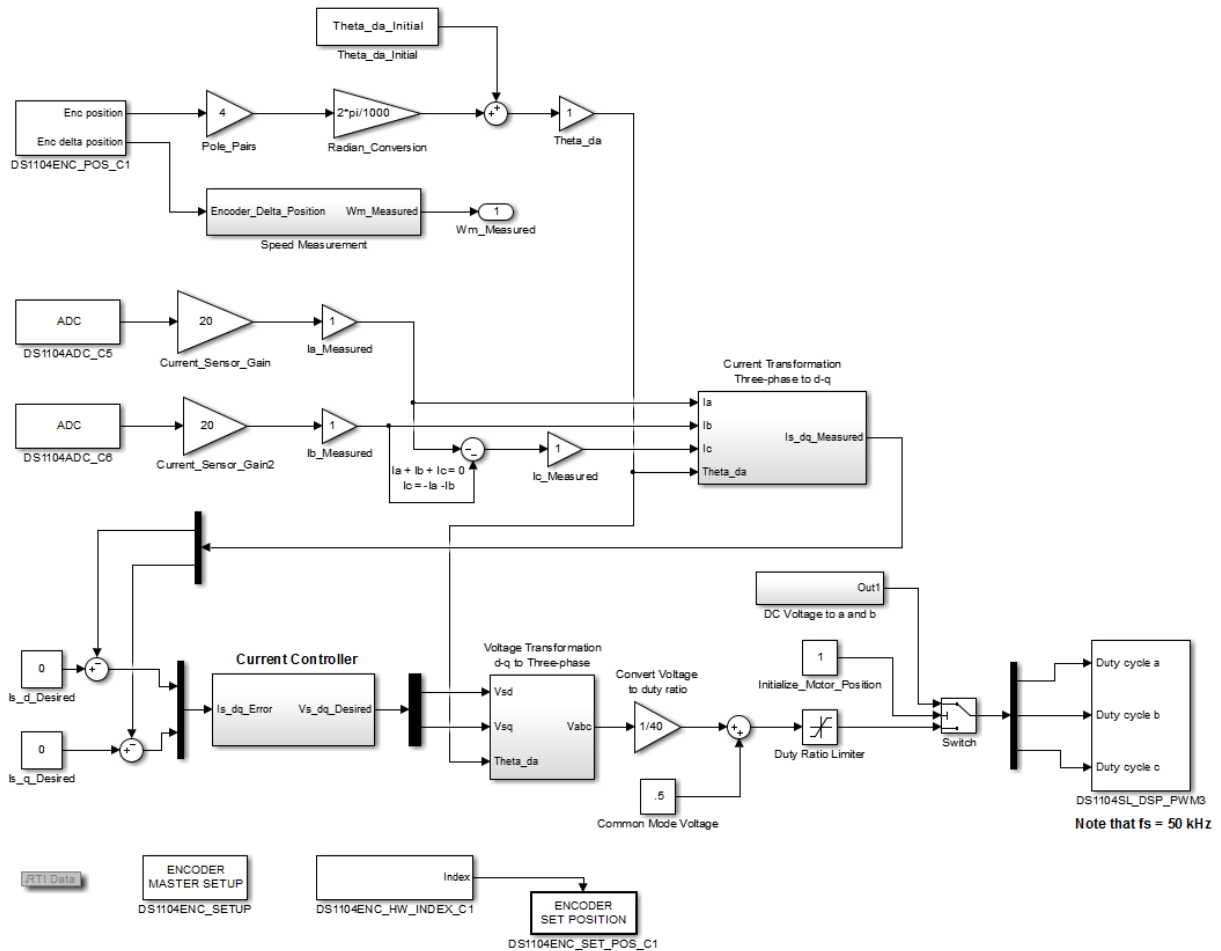 Theta_da_Initial
Theta_da_Initial
Enc position
Enc delta position
DS1104ENC_POS_C1
4
Pole_Pairs
2*pi/1000
Radian_Conversion
+
+
1
Theta_da
Encoder_Delta_Position
Wm_Measured
Speed Measurement
1
Wm_Measured
ADC
DS1104ADC_C5
20
Current_Sensor_Gain
1
Ia_Measured
ADC
DS1104ADC_C6
20
Current_Sensor_Gain2
1
Ib_Measured
Ia + Ib + Ic = 0
Ic = -Ia -Ib
−
−
1
Ic_Measured
Current Transformation
Three-phase to d-q
Ia
Ib
Ic
Theta_da
Is_dq_Measured
0
Is_d_Desired
+
−
0
Is_q_Desired
+
−
Current Controller
Is_dq_Error
Vs_dq_Desired
Voltage Transformation
d-q to Three-phase
Vsd
Vsq
Theta_da
Vabc
Convert Voltage
to duty ratio
1/40
.5
Common Mode Voltage
+
+
Duty Ratio Limiter
Out1
DC Voltage to a and b
1
Initialize_Motor_Position
Switch
Duty cycle a
Duty cycle b
Duty cycle c
DS1104SL_DSP_PWM3
Note that fs = 50 kHz
RTI Data
ENCODER
MASTER SETUP
DS1104ENC_SETUP
Index
DS1104ENC_HW_INDEX_C1
ENCODER
SET POSITION
DS1104ENC_SET_POS_C1